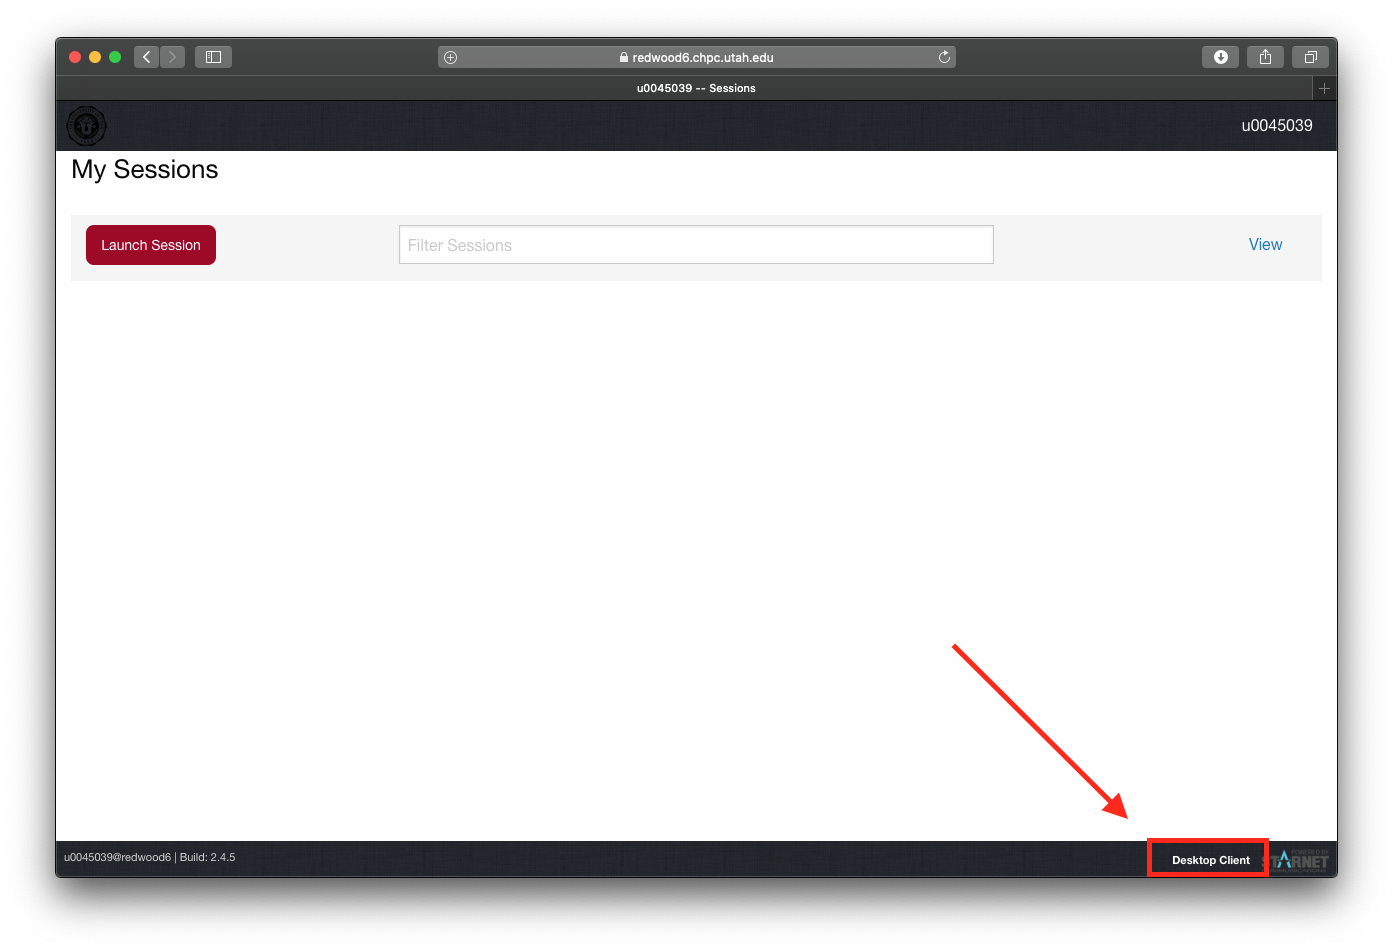 redwood6.chpc.utah.edu
u0045039 -- Sessions
u0045039
My Sessions
Launch Session
Filter Sessions
View
u0045039@redwood6 | Build: 2.4.5
Desktop Client
POWERED BY
STARNET